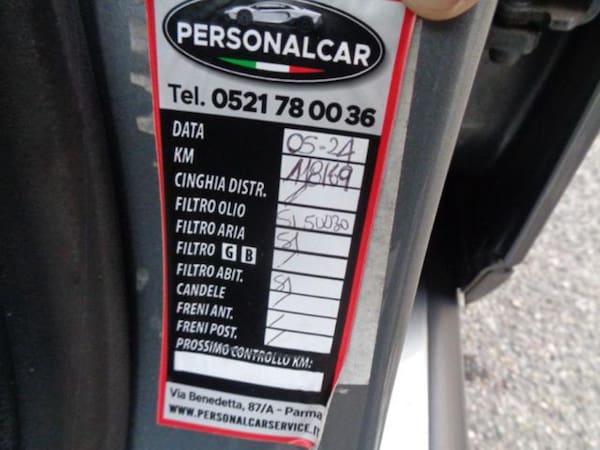 PERSONALCAR
Tel. 0521 78 00 36
DATA 05-24
KM 118169
CINGHIA DISTR. /
FILTRO OLIO SI 5W30
FILTRO ARIA SI
FILTRO G B /
FILTRO ABIT. SI
CANDELE /
FRENI ANT. /
FRENI POST. /
PROSSIMO CONTROLLO KM:
Via Benedetta, 87/A - Parma
WWW.PERSONALCARSERVICE.IT